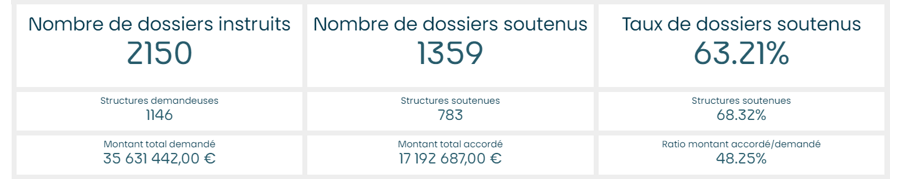 Nombre de dossiers instruits
2150
Nombre de dossiers soutenus
1359
Taux de dossiers soutenus
63.21%
Structures demandeuses
1146
Structures soutenues
783
Structures soutenues
68.32%
Montant total demandé
35 631 442,00 €
Montant total accordé
17 192 687,00 €
Ratio montant accordé/demandé
48.25%